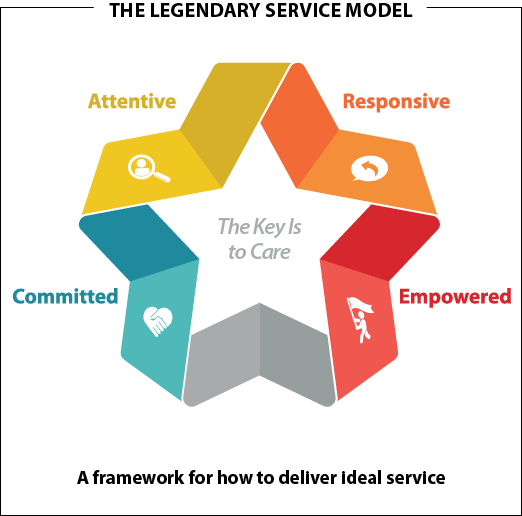 THE LEGENDARY SERVICE MODEL
Attentive
Responsive
The Key Is
to Care
Committed
Empowered
A framework for how to deliver ideal service